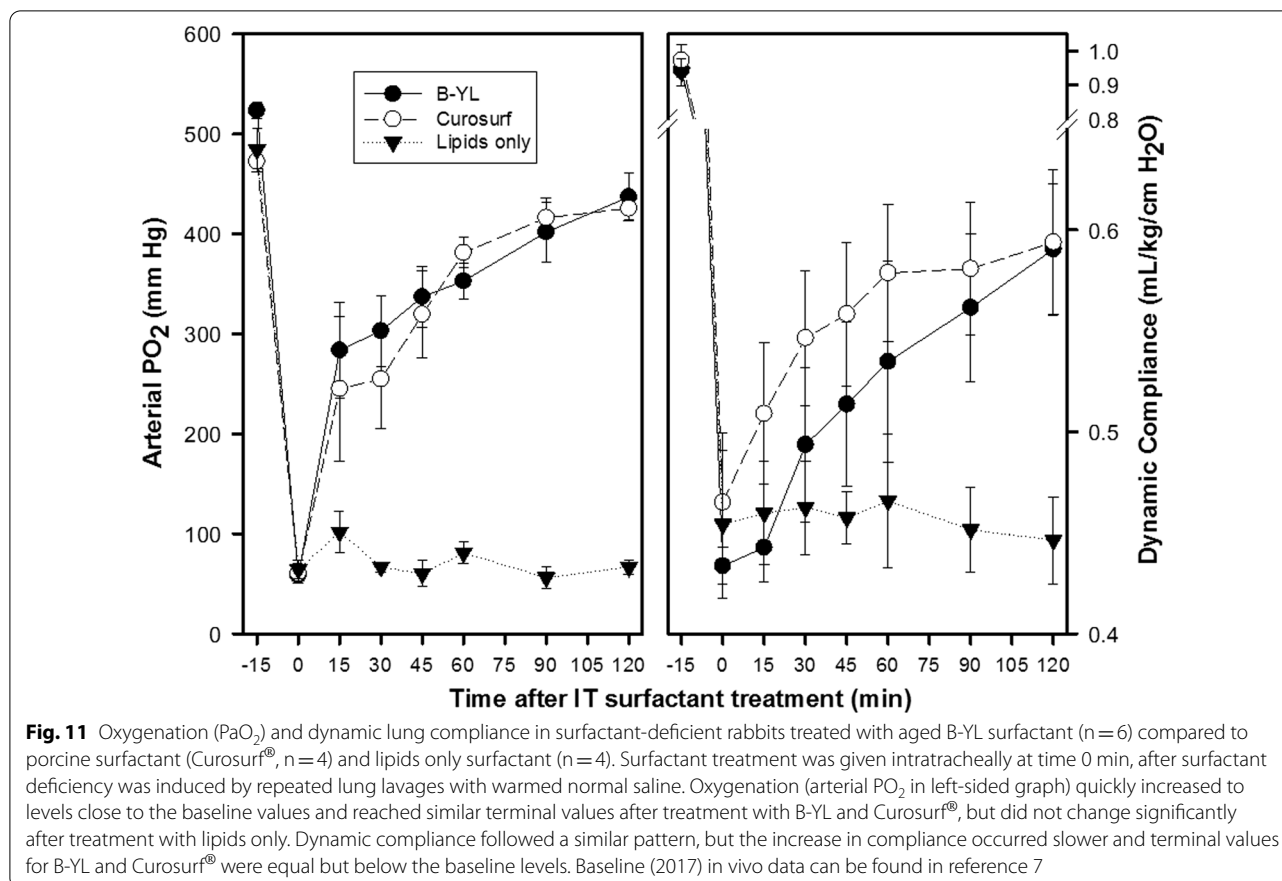 600
500
400
300
200
100
0
Arterial PO2 (mm Hg)
B-YL
Curosurf
Lipids only
-15 0 15 30 45 60 75 90 105 120
1.0
0.9
0.8
0.6
0.5
0.4
Dynamic Compliance (mL/kg/cm H2O)
-15 0 15 30 45 60 75 90 105 120
Time after IT surfactant treatment (min)
Fig. 11 Oxygenation (PaO2) and dynamic lung compliance in surfactant-deficient rabbits treated with aged B-YL surfactant (n = 6) compared to
porcine surfactant (Curosurf®, n = 4) and lipids only surfactant (n = 4). Surfactant treatment was given intratracheally at time 0 min, after surfactant
deficiency was induced by repeated lung lavages with warmed normal saline. Oxygenation (arterial PO2 in left-sided graph) quickly increased to
levels close to the baseline values and reached similar terminal values after treatment with B-YL and Curosurf®, but did not change significantly
after treatment with lipids only. Dynamic compliance followed a similar pattern, but the increase in compliance occurred slower and terminal values
for B-YL and Curosurf® were equal but below the baseline levels. Baseline (2017) in vivo data can be found in reference 7